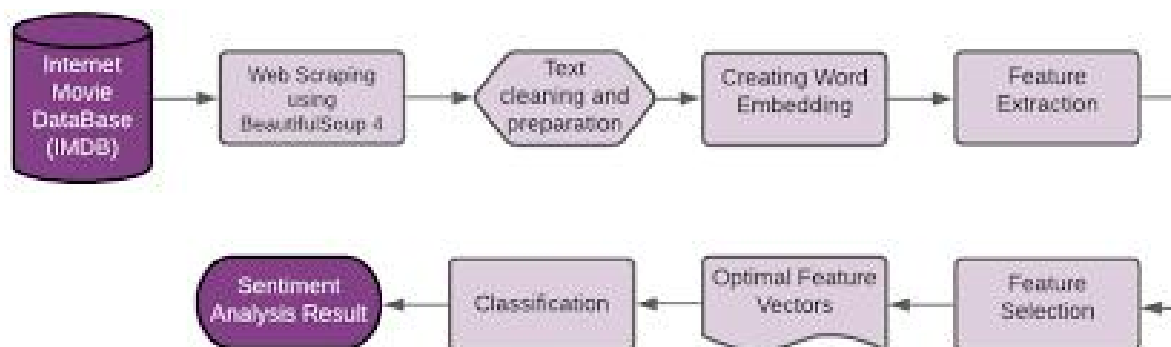 Internet
Movie
DataBase
(IMDB)
Web Scraping
using
BeautifulSoup 4
Text
cleaning and
preparation
Creating Word
Embedding
Feature
Extraction
Feature
Selection
Optimal Feature
Vectors
Classification
Sentiment
Analysis Result